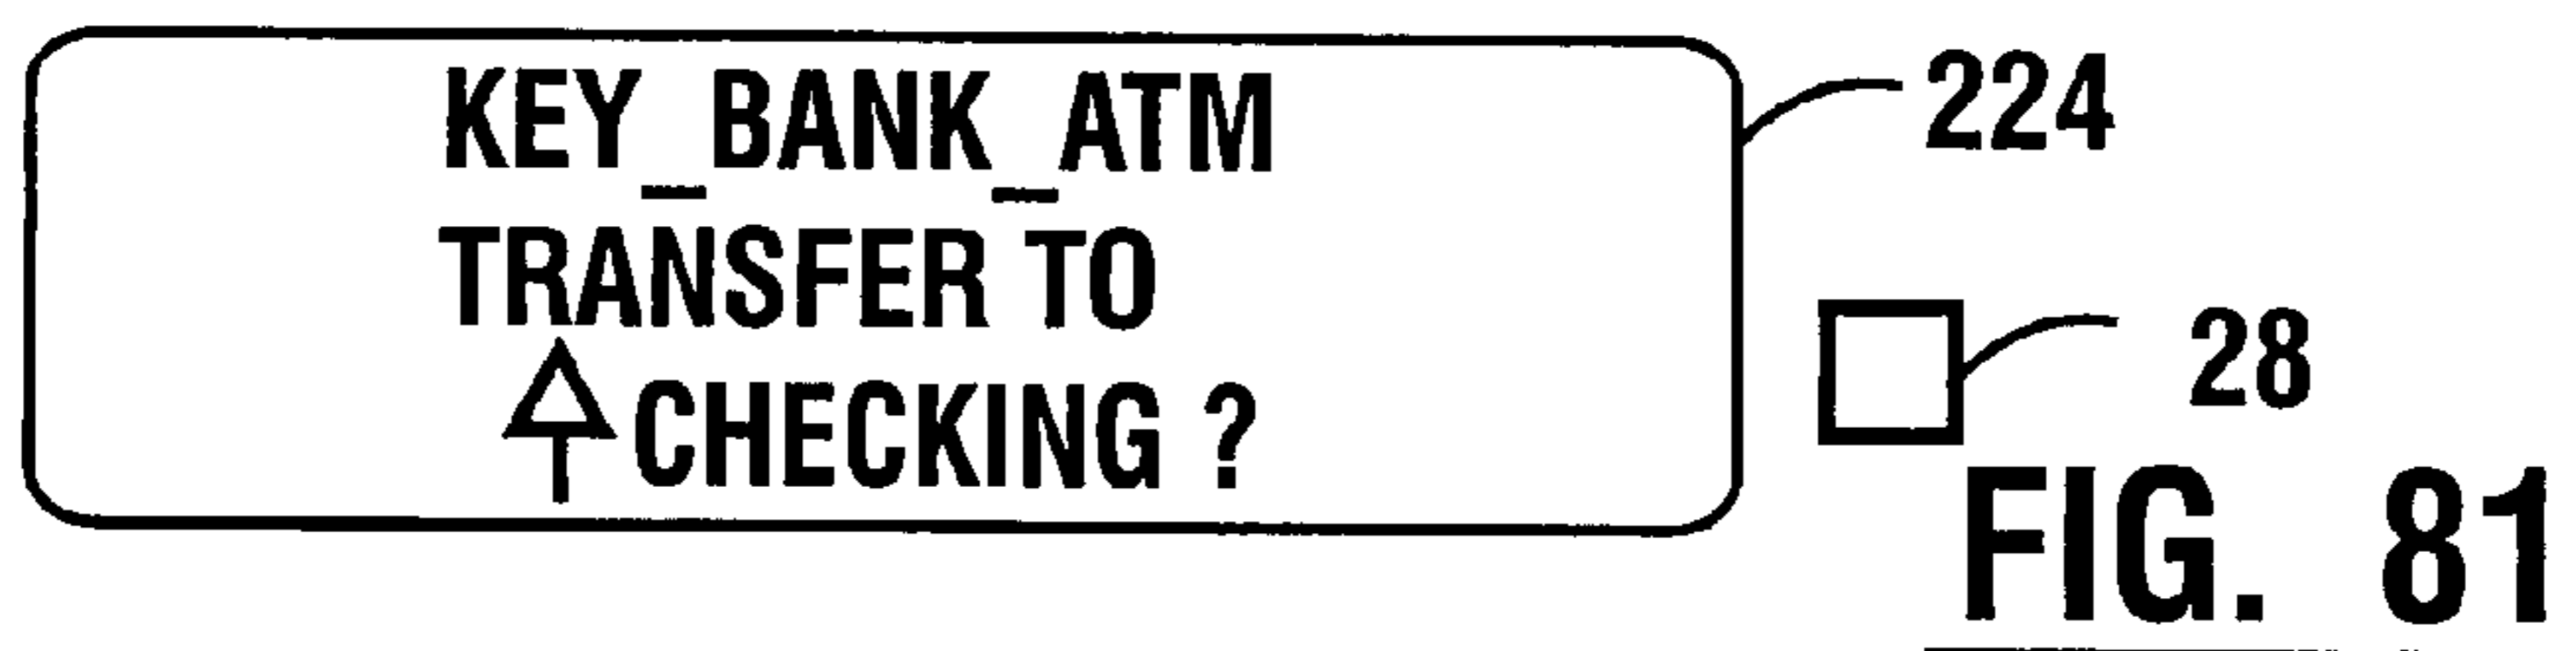 KEY_BANK_ATM
TRANSFER TO
CHECKING ?
224
28
FIG. 81